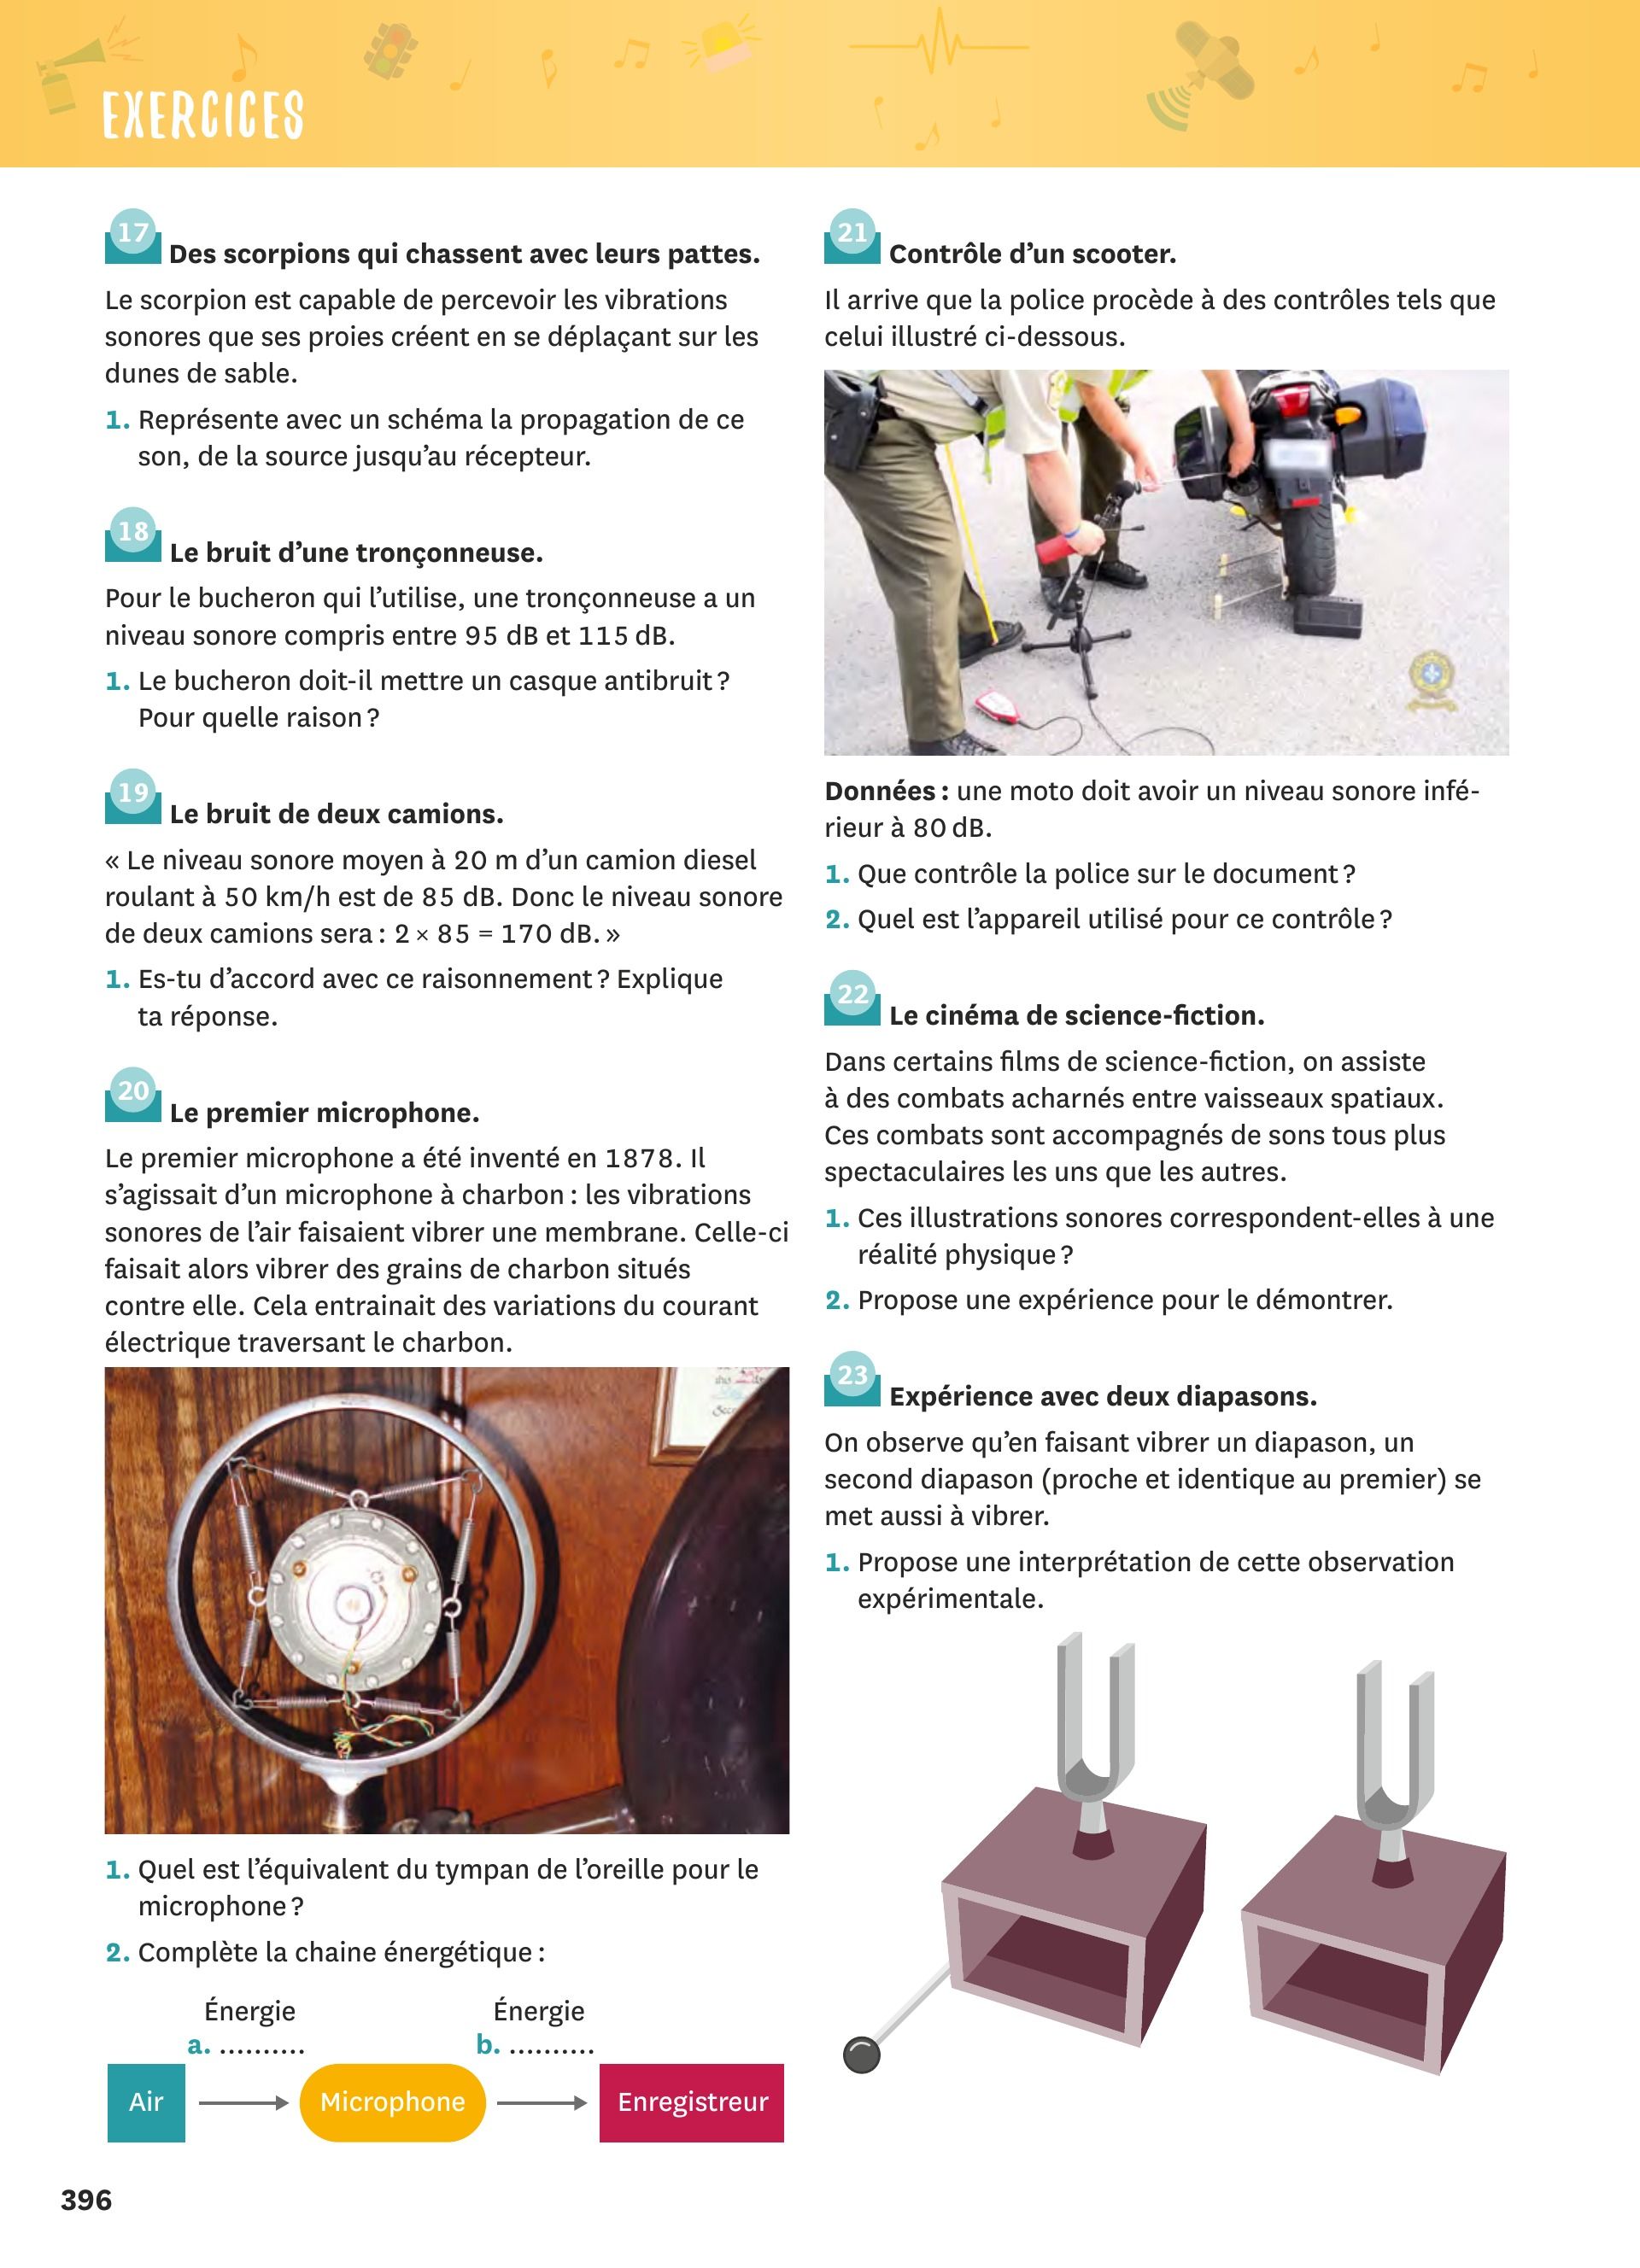 EXERCICES
17
Des scorpions qui chassent avec leurs pattes.
Le scorpion est capable de percevoir les vibrations
sonores que ses proies créent en se déplaçant sur les
dunes de sable.
1. Représente avec un schéma la propagation de ce
son, de la source jusqu’au récepteur.
18
Le bruit d’une tronçonneuse.
Pour le bucheron qui l’utilise, une tronçonneuse a un
niveau sonore compris entre 95 dB et 115 dB.
1. Le bucheron doit-il mettre un casque antibruit ?
Pour quelle raison ?
19
Le bruit de deux camions.
« Le niveau sonore moyen à 20 m d’un camion diesel
roulant à 50 km/h est de 85 dB. Donc le niveau sonore
de deux camions sera : 2 × 85 = 170 dB. »
1. Es-tu d’accord avec ce raisonnement ? Explique
ta réponse.
20
Le premier microphone.
Le premier microphone a été inventé en 1878. Il
s’agissait d’un microphone à charbon : les vibrations
sonores de l’air faisaient vibrer une membrane. Celle-ci
faisait alors vibrer des grains de charbon situés
contre elle. Cela entrainait des variations du courant
électrique traversant le charbon.
1. Quel est l’équivalent du tympan de l’oreille pour le
microphone ?
2. Complète la chaine énergétique :
Énergie
a. ..........
Énergie
b. ..........
Air
Microphone
Enregistreur
21
Contrôle d’un scooter.
Il arrive que la police procède à des contrôles tels que
celui illustré ci-dessous.
Données : une moto doit avoir un niveau sonore infé-
rieur à 80 dB.
1. Que contrôle la police sur le document ?
2. Quel est l’appareil utilisé pour ce contrôle ?
22
Le cinéma de science-fiction.
Dans certains films de science-fiction, on assiste
à des combats acharnés entre vaisseaux spatiaux.
Ces combats sont accompagnés de sons tous plus
spectaculaires les uns que les autres.
1. Ces illustrations sonores correspondent-elles à une
réalité physique ?
2. Propose une expérience pour le démontrer.
23
Expérience avec deux diapasons.
On observe qu’en faisant vibrer un diapason, un
second diapason (proche et identique au premier) se
met aussi à vibrer.
1. Propose une interprétation de cette observation
expérimentale.
396